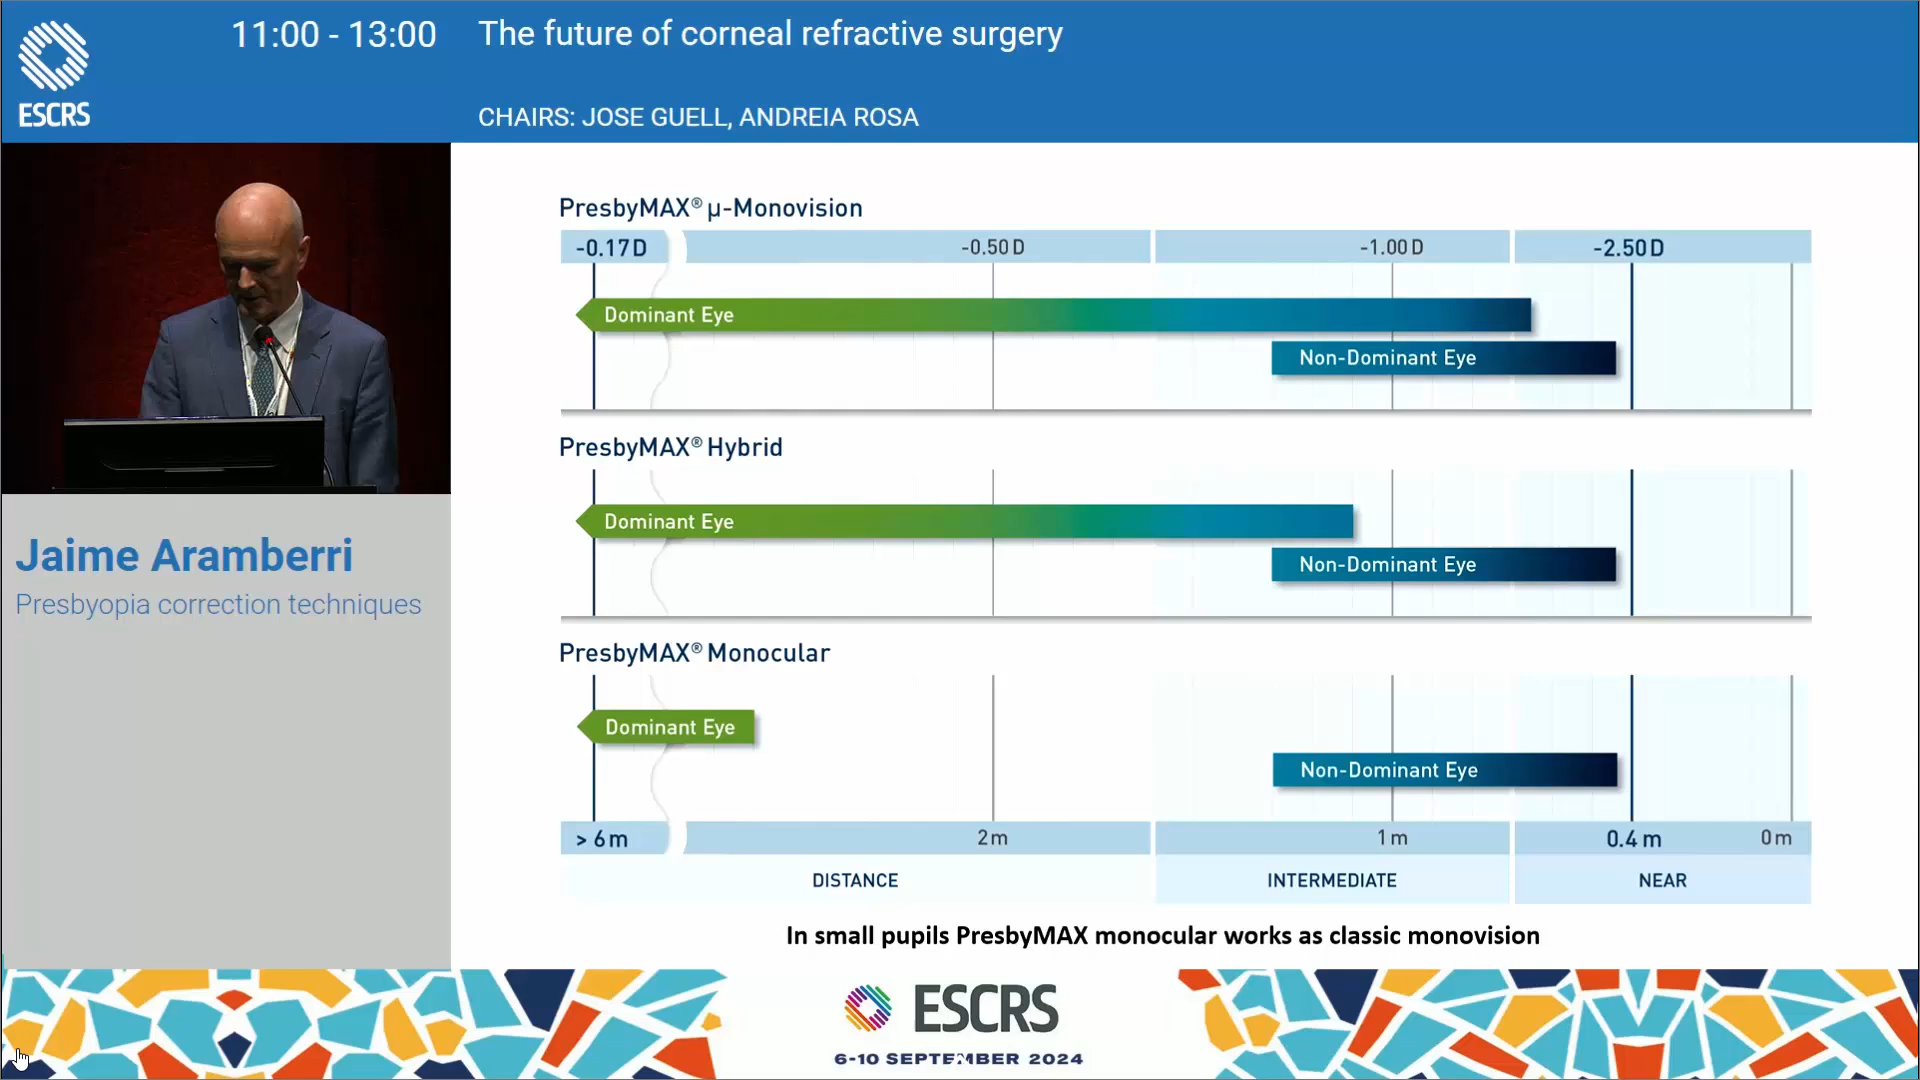 11:00 - 13:00
The future of corneal refractive surgery
ESCRS
CHAIRS: JOSE GUELL, ANDREIA ROSA
Jaime Aramberri
Presbyopia correction techniques
PresbyMAX® µ-Monovision
-0.17 D -0.50 D -1.00 D -2.50 D
Dominant Eye
Non-Dominant Eye
PresbyMAX® Hybrid
Dominant Eye
Non-Dominant Eye
PresbyMAX® Monocular
Dominant Eye
Non-Dominant Eye
> 6 m 2 m 1 m 0.4 m 0 m
DISTANCE INTERMEDIATE NEAR
In small pupils PresbyMAX monocular works as classic monovision
ESCRS
6-10 SEPTEMBER 2024